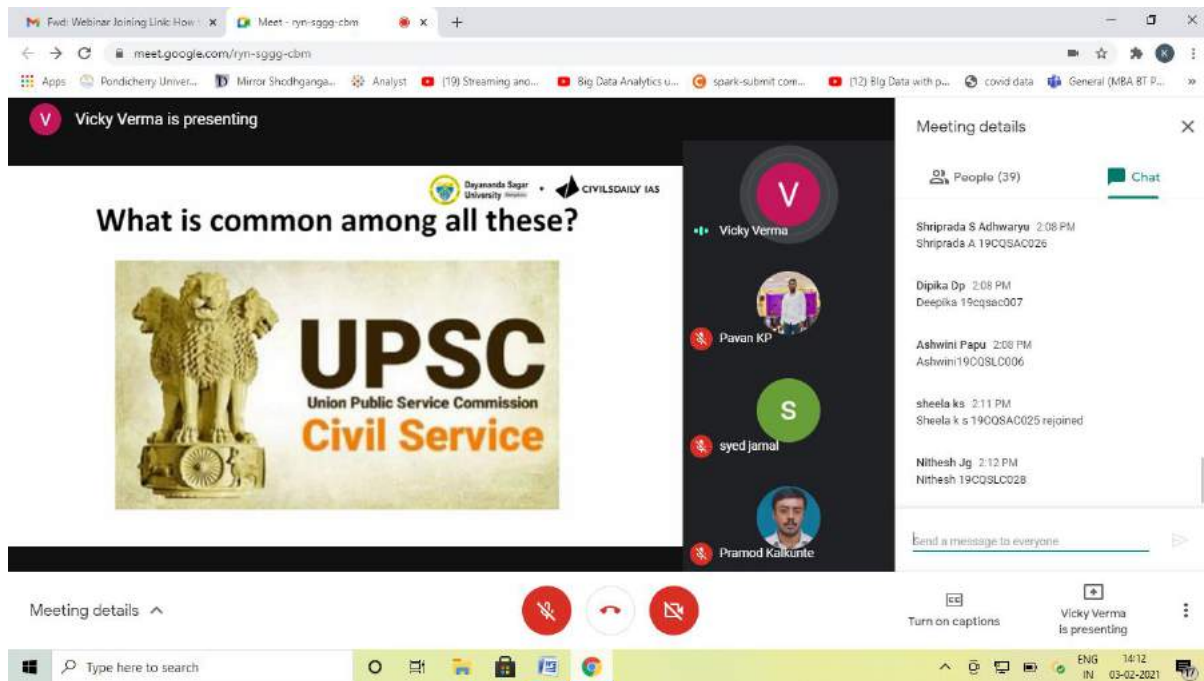 Fwd: Webinar Joining Link: How
Meet - ryn-sggg-cbm
meet.google.com/ryn-sggg-cbm
K
Apps
Pondicherry Univer...
Mirror Shodhganga...
Analyst
(19) Streaming ano...
Big Data Analytics u...
spark-submit com...
(12) Big Data with p...
covid data
General (MBA BT P...
V
Vicky Verma is presenting
Dayananda Sagar
University
CIVILSDAILY IAS
What is common among all these?
UPSC
Union Public Service Commission
Civil Service
V
Vicky Verma
Pavan KP
S
syed jamal
Pramod Kalkunte
Meeting details
People (39)
Chat
Shriprada S Adhwaryu 2:08 PM
Shriprada A 19CQSAC026
Dipika Dp 2:08 PM
Deepika 19cqsac007
Ashwini Papu 2:08 PM
Ashwini19CQSLC006
sheela ks 2:11 PM
Sheela k s 19CQSAC025 rejoined
Nithesh Jg 2:12 PM
Nithesh 19CQSLC028
Send a message to everyone
Meeting details
CC
Turn on captions
Vicky Verma
is presenting
Type here to search
ENG
IN
14:12
03-02-2021
17